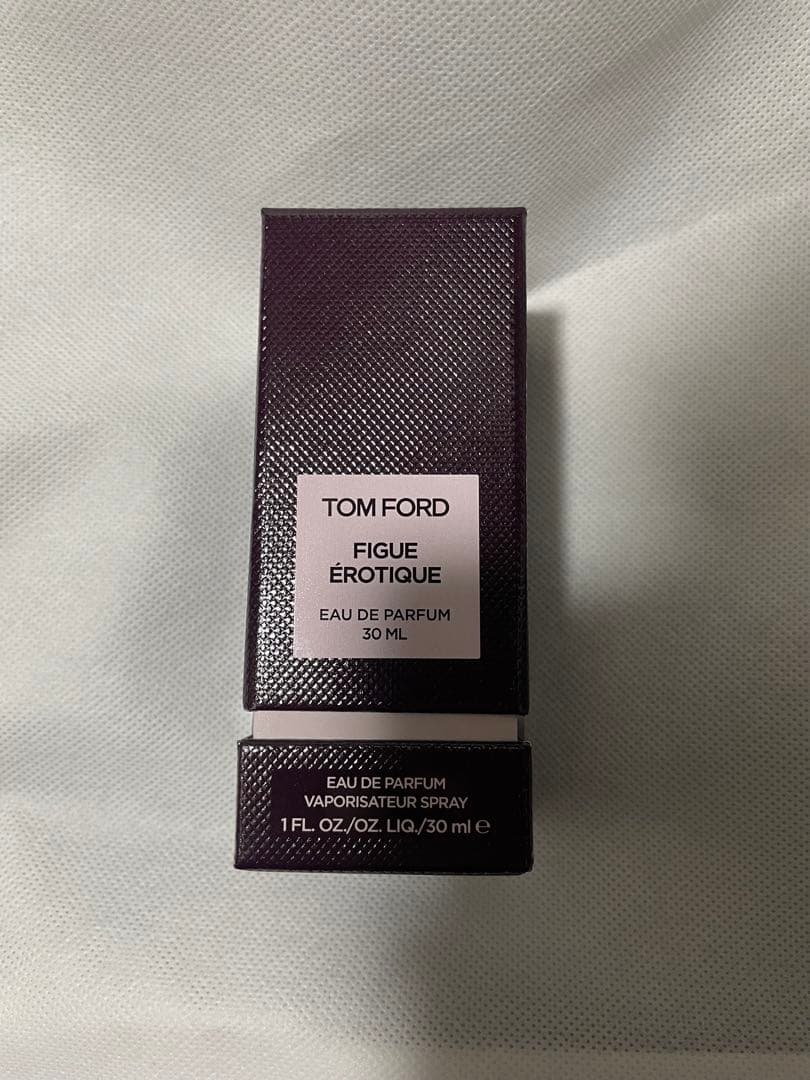 TOM FORD
FIGUE
ÉROTIQUE
EAU DE PARFUM
30 ML
EAU DE PARFUM
VAPORISATEUR SPRAY
1 FL. OZ./OZ. LIQ./30 ml ℮